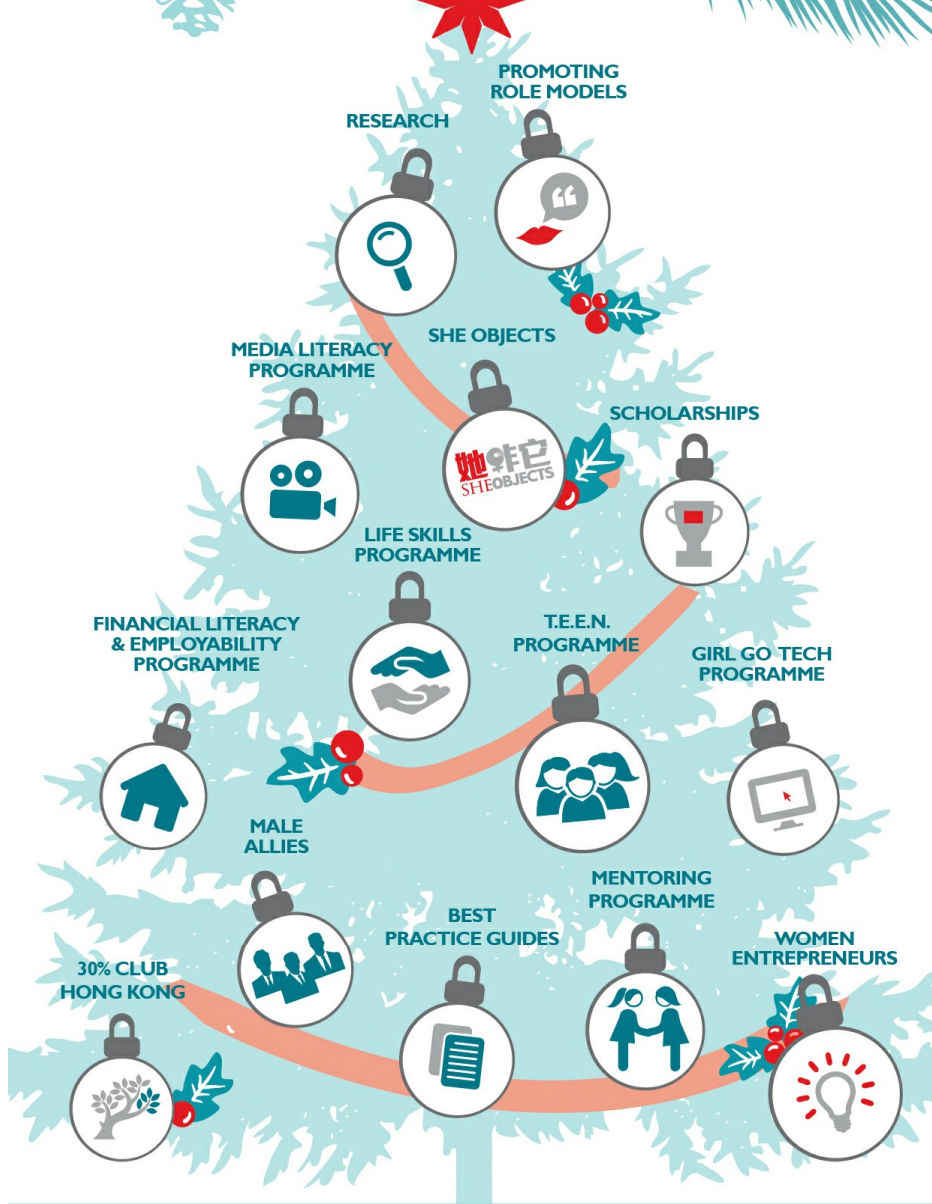 PROMOTING
ROLE MODELS
RESEARCH
SHE OBJECTS
MEDIA LITERACY
PROGRAMME
她咋它
SHEOBJECTS
SCHOLARSHIPS
LIFE SKILLS
PROGRAMME
FINANCIAL LITERACY
& EMPLOYABILITY
PROGRAMME
T.E.E.N.
PROGRAMME
GIRL GO TECH
PROGRAMME
MALE
ALLIES
MENTORING
PROGRAMME
BEST
PRACTICE GUIDES
WOMEN
ENTREPRENEURS
30% CLUB
HONG KONG